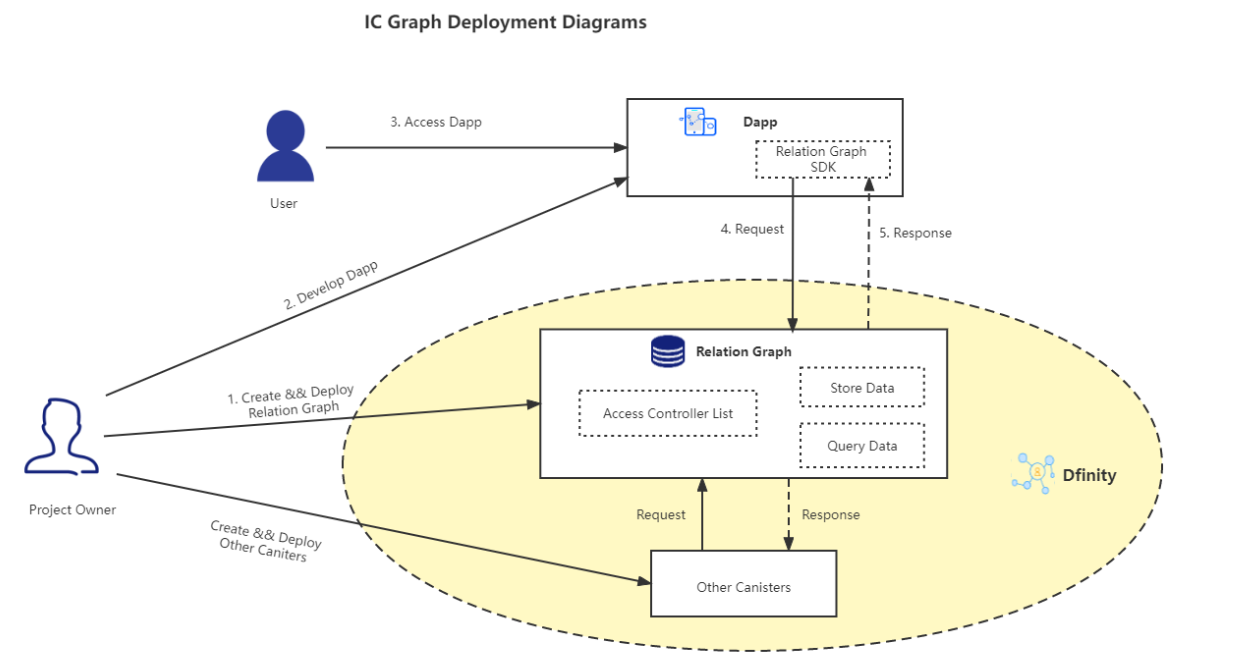 IC Graph Deployment Diagrams
3. Access Dapp
Dapp
Relation Graph
SDK
User
4. Request
5. Response
2. Develop Dapp
Relation Graph
1. Create && Deploy
Relation Graph
Access Controller List
Store Data
Query Data
Dfinity
Project Owner
Request
Response
Create && Deploy
Other Caniters
Other Canisters